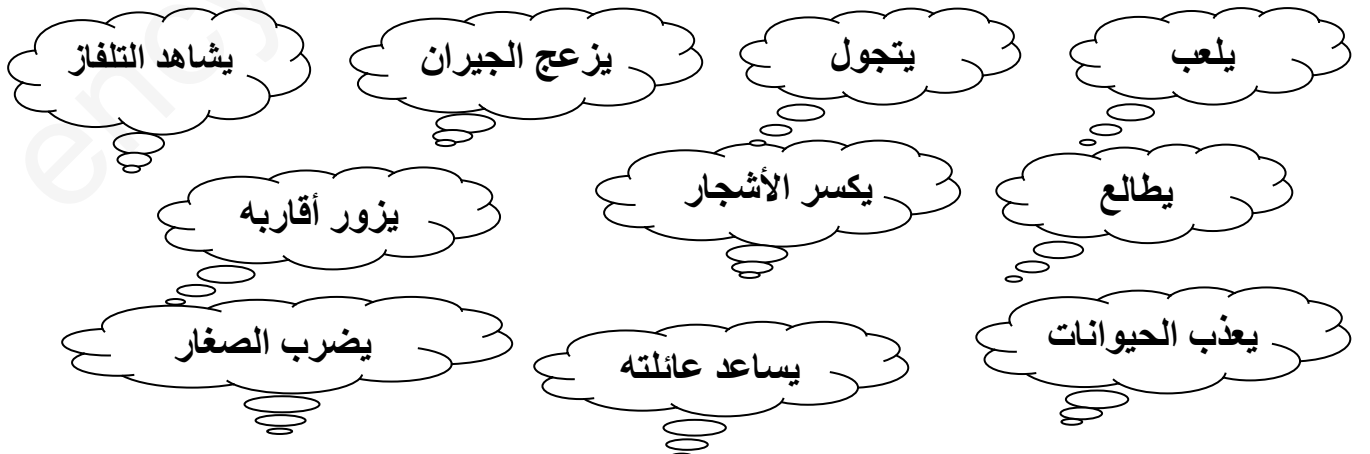 يلعب
يتجول
يزعج الجيران
يشاهد التلفاز
يطالع
يكسر الأشجار
يزور أقاربه
يعذب الحيوانات
يساعد عائلته
يضرب الصغار